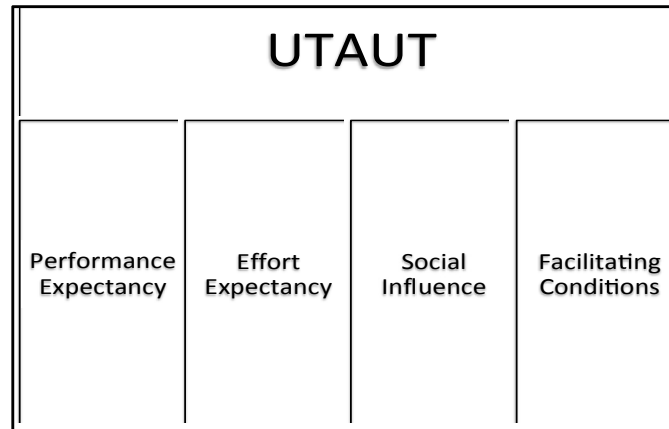 UTAUT
Performance
Expectancy
Effort
Expectancy
Social
Influence
Facilitating
Conditions